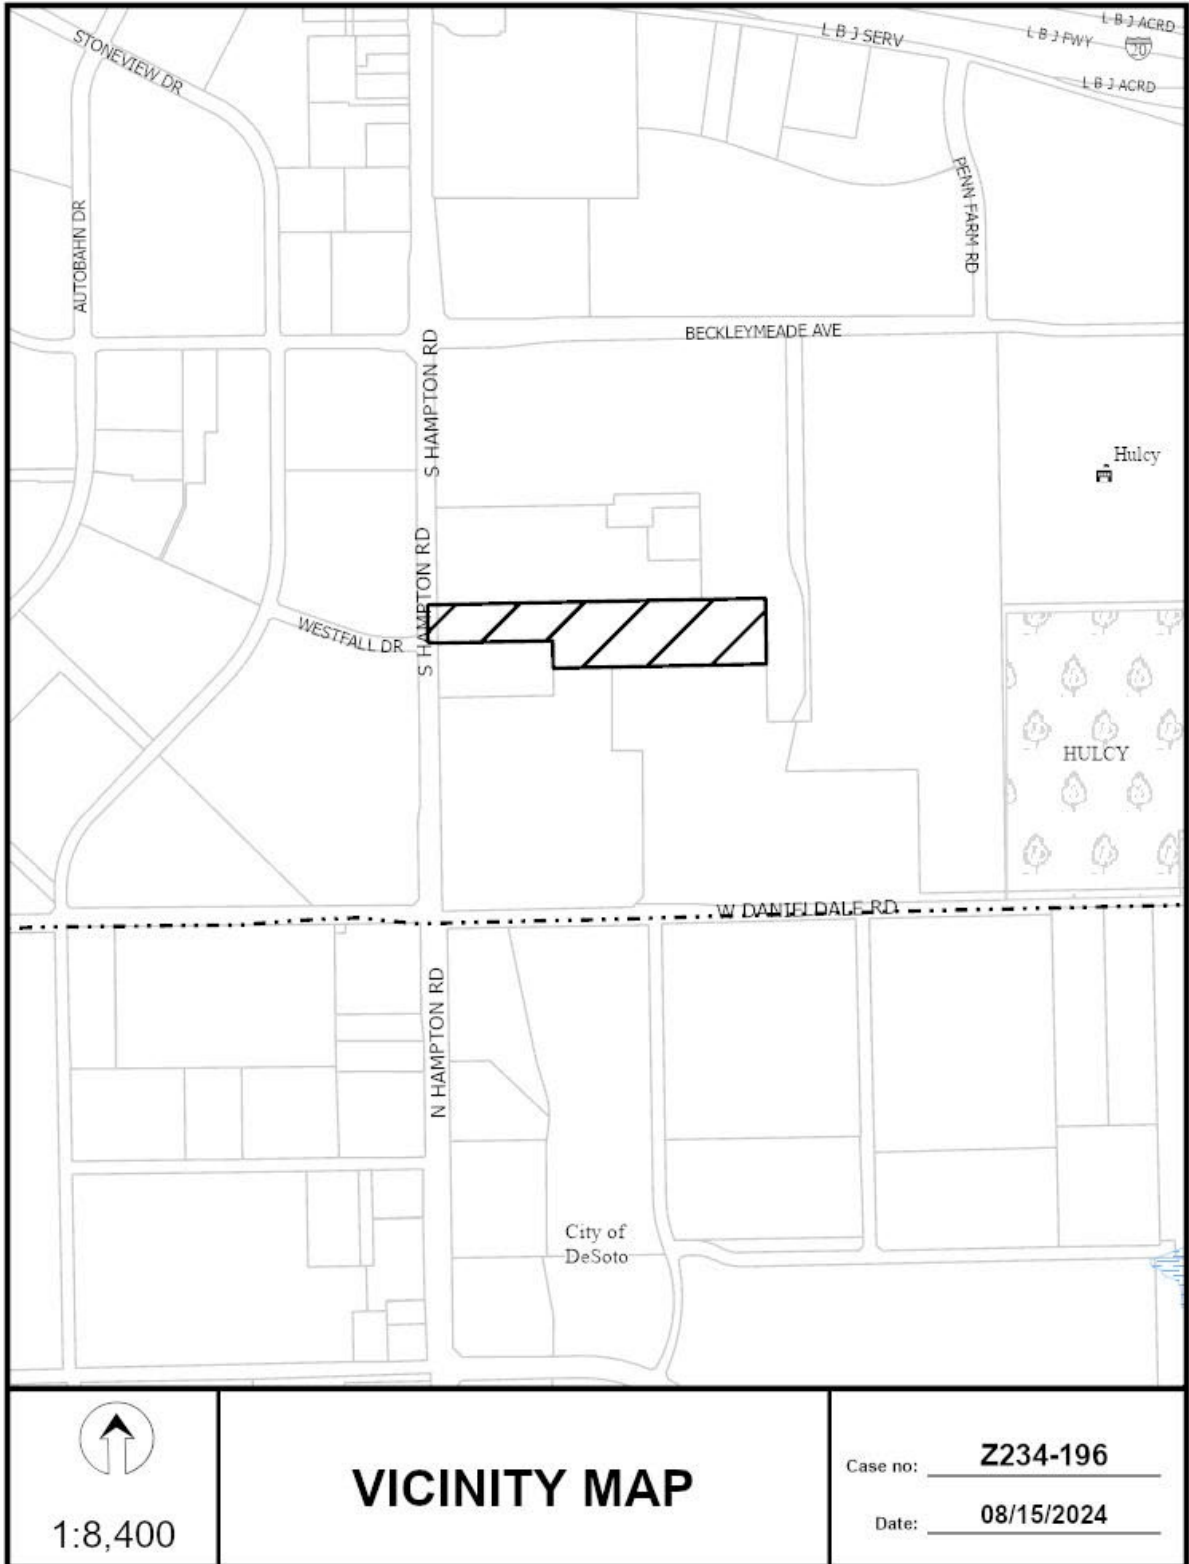 L B J ACRD
L B J SERV
L B J FWY
20
L B J ACRD
STONEVIEW DR
PENN FARM RD
AUTOBAHN DR
BECKLEYMEADE AVE
S HAMPTON RD
Hulcy
S HAMPTON RD
WESTFALL DR
HULCY
W DANIELDALE RD
N HAMPTON RD
City of
DeSoto
1:8,400
VICINITY MAP
Case no: Z234-196
Date: 08/15/2024